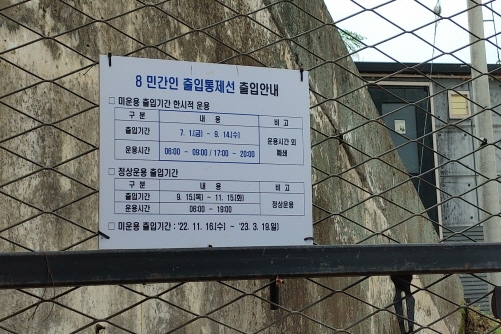 8 민간인 출입통제선 출입안내
□ 미운용 출입기간 한시적 운용
구 분 내 용 비 고
출입기간 7. 1.(금) ~ 9. 14.(수) 운용시간 외 폐쇄
운용시간 06:00 ~ 09:00 / 17:00 ~ 20:00
□ 정상운용 출입기간
구 분 내 용 비 고
출입기간 9. 15.(목) ~ 11. 15.(화) 정상운용
운용시간 06:00 ~ 19:00
□ 미운용 출입기간 : '22. 11. 16.(수) ~ '23. 3. 19.(일)